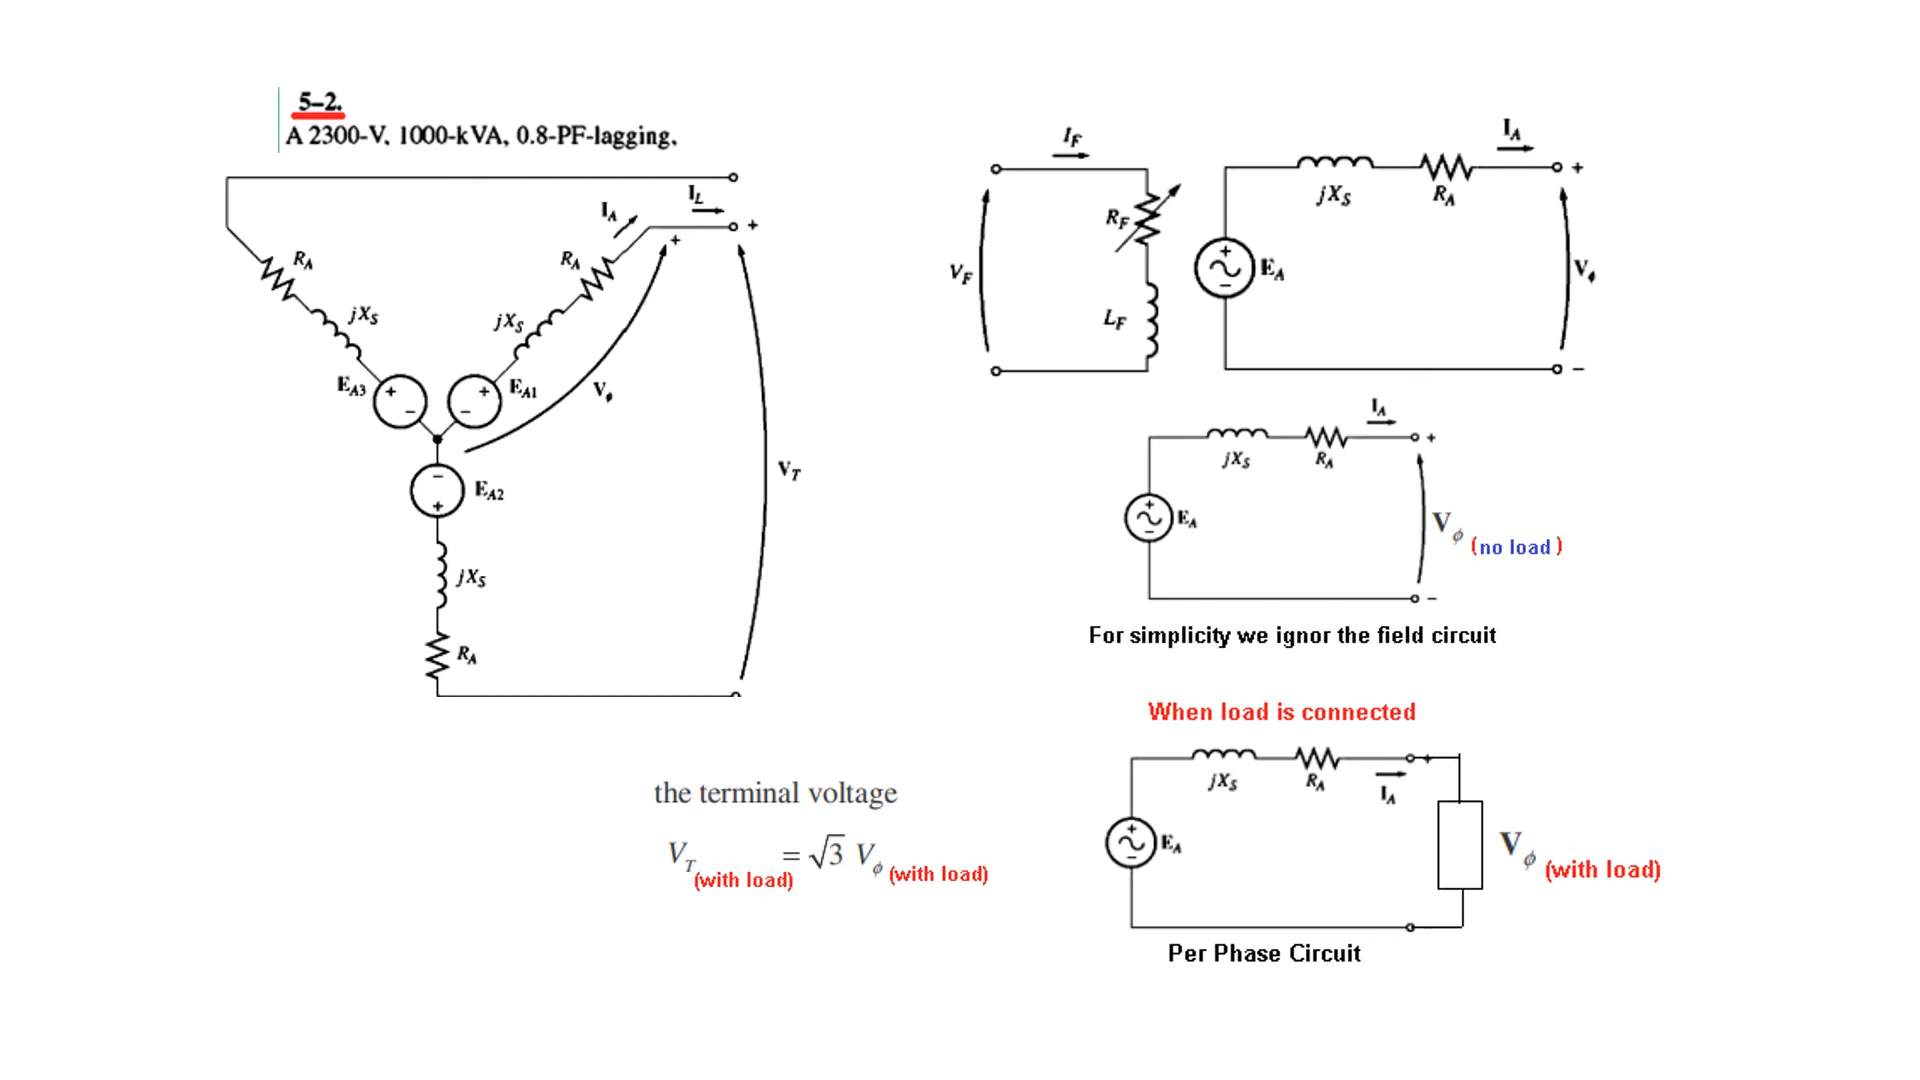 5–2.
A 2300-V, 1000-kVA, 0.8-PF-lagging,
I_L
+
I_A
+
R_A
R_A
jX_S
jX_S
E_A3
+
–
+
–
E_A1
V_ϕ
V_T
–
+
E_A2
jX_S
R_A
I_F
V_F
R_F
L_F
I_A
+
jX_S
R_A
+
–
E_A
V_ϕ
–
I_A
+
jX_S
R_A
+
–
E_A
V_ϕ (no load)
–
For simplicity we ignor the field circuit
When load is connected
+
jX_S
R_A
I_A
+
–
E_A
V_ϕ (with load)
Per Phase Circuit
the terminal voltage
V_T (with load) = √3 V_ϕ (with load)